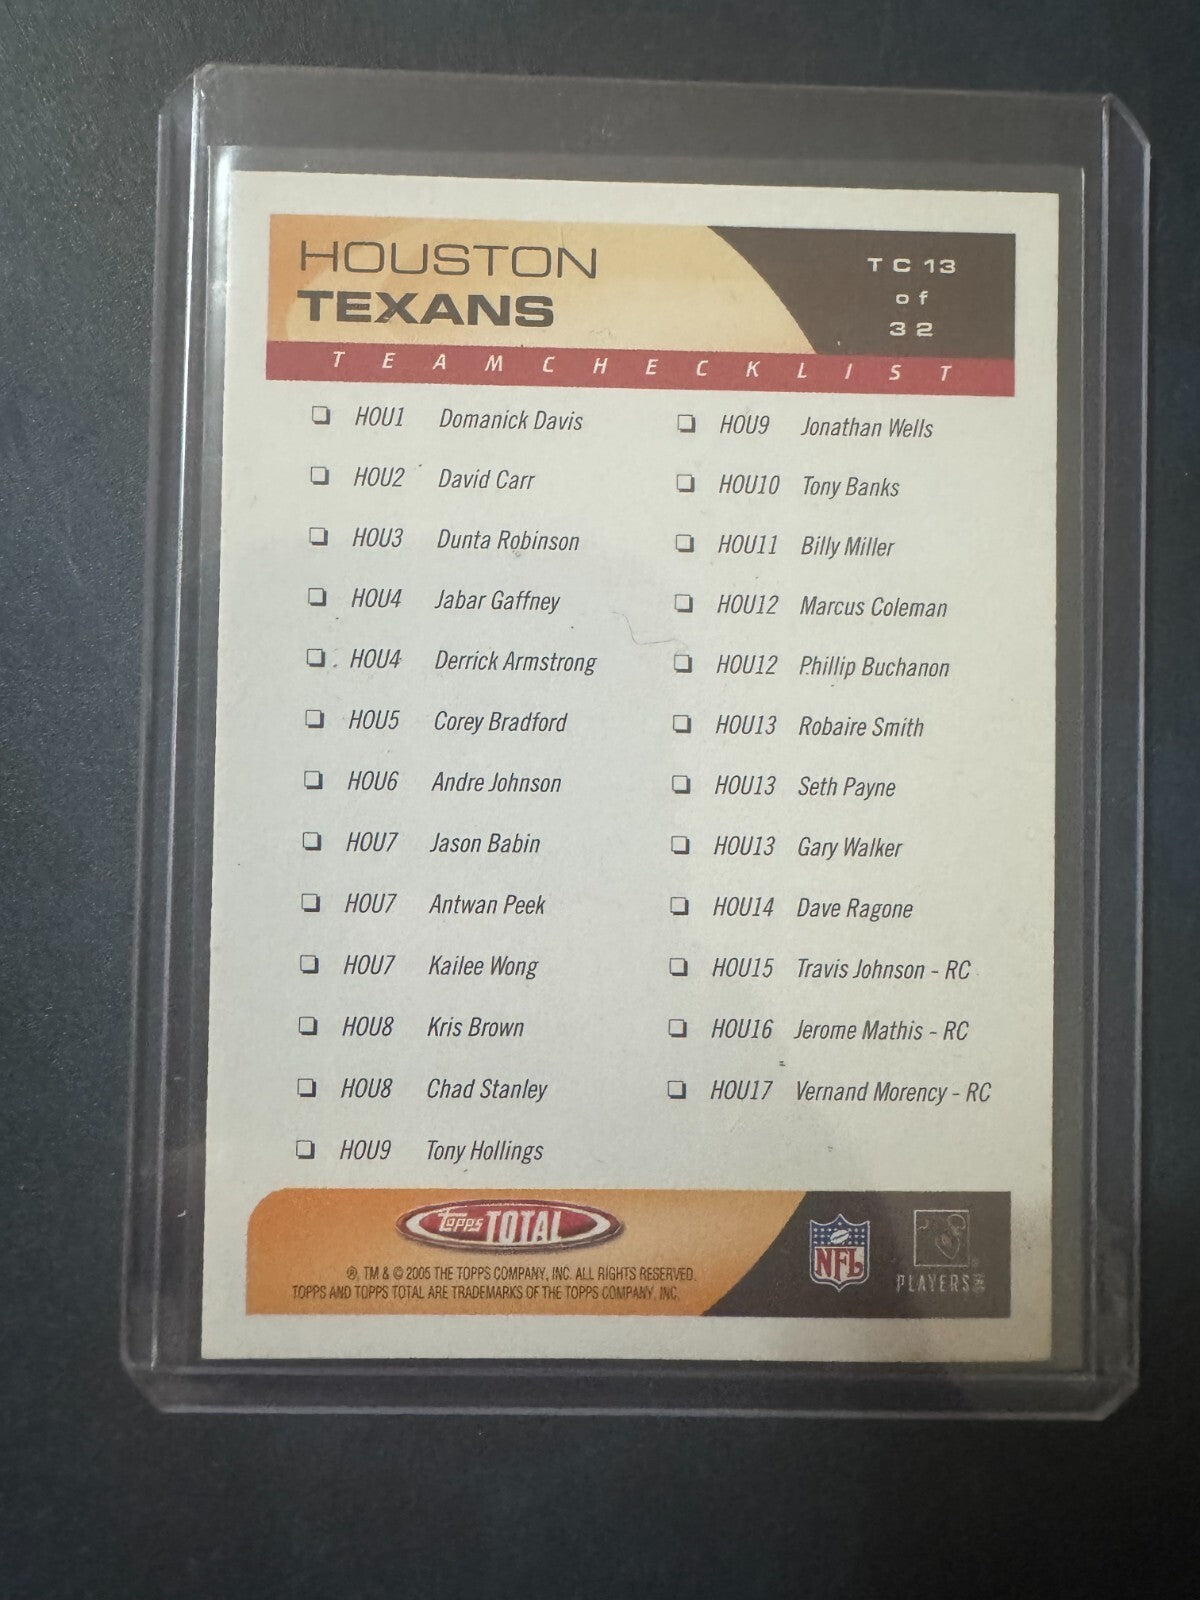 HOUSTON
TEXANS
TC 13
of
32
TEAM CHECKLIST
HOU1 Domanick Davis
HOU2 David Carr
HOU3 Dunta Robinson
HOU4 Jabar Gaffney
HOU4 Derrick Armstrong
HOU5 Corey Bradford
HOU6 Andre Johnson
HOU7 Jason Babin
HOU7 Antwan Peek
HOU7 Kailee Wong
HOU8 Kris Brown
HOU8 Chad Stanley
HOU9 Tony Hollings
HOU9 Jonathan Wells
HOU10 Tony Banks
HOU11 Billy Miller
HOU12 Marcus Coleman
HOU12 Phillip Buchanon
HOU13 Robaire Smith
HOU13 Seth Payne
HOU13 Gary Walker
HOU14 Dave Ragone
HOU15 Travis Johnson - RC
HOU16 Jerome Mathis - RC
HOU17 Vernand Morency - RC
Topps TOTAL
®, TM & © 2005 THE TOPPS COMPANY, INC. ALL RIGHTS RESERVED.
TOPPS AND TOPPS TOTAL ARE TRADEMARKS OF THE TOPPS COMPANY, INC.
NFL
PLAYERS